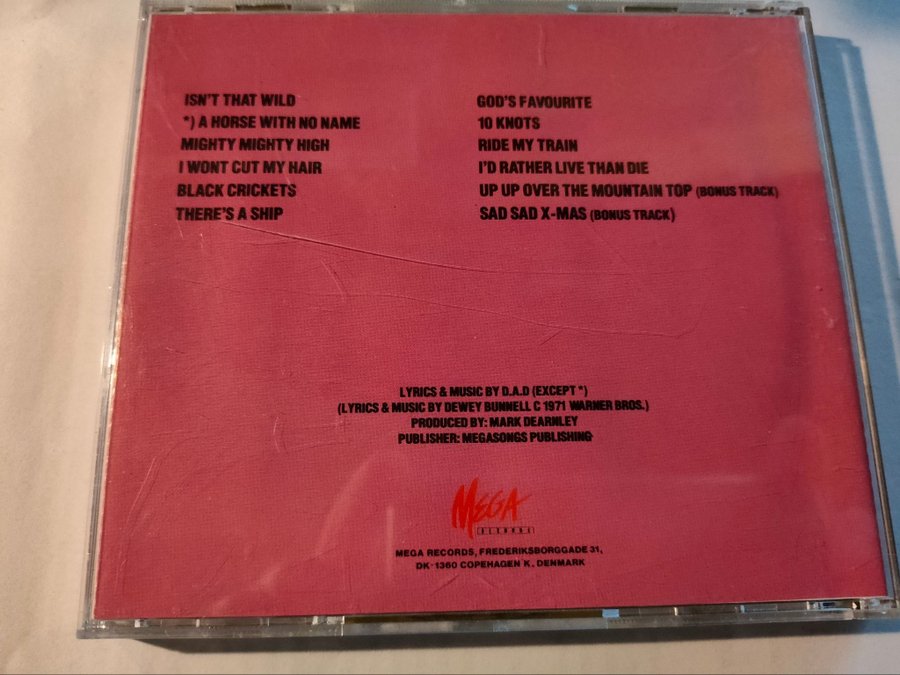 ISN'T THAT WILD
*) A HORSE WITH NO NAME
MIGHTY MIGHTY HIGH
I WONT CUT MY HAIR
BLACK CRICKETS
THERE'S A SHIP
GOD'S FAVOURITE
10 KNOTS
RIDE MY TRAIN
I'D RATHER LIVE THAN DIE
UP UP OVER THE MOUNTAIN TOP (BONUS TRACK)
SAD SAD X-MAS (BONUS TRACK)
LYRICS & MUSIC BY D.A.D (EXCEPT *)
(LYRICS & MUSIC BY DEWEY BUNNELL C 1971 WARNER BROS.)
PRODUCED BY: MARK DEARNLEY
PUBLISHER: MEGASONGS PUBLISHING
MEGA
RECORDS
MEGA RECORDS, FREDERIKSBORGGADE 31,
DK-1360 COPEHAGEN K, DENMARK